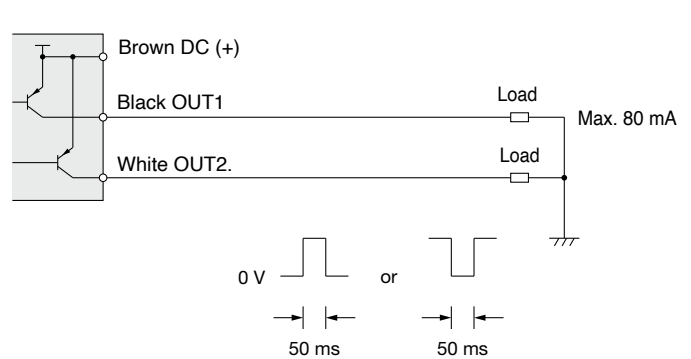 Brown DC (+)
Black OUT1
Load
Max. 80 mA
White OUT2.
Load
0 V
or
50 ms
50 ms